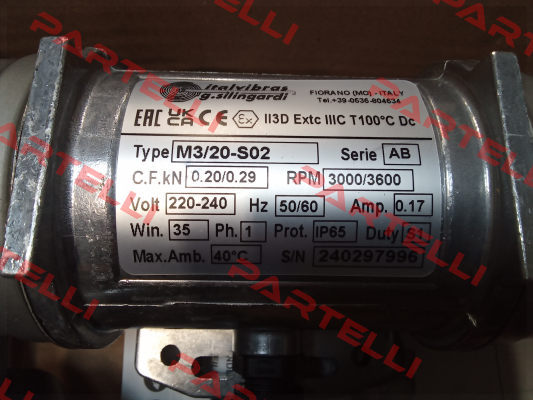 italvibras
g.silingardi
FIORANO (MO) - ITALY
Tel.+39-0536-804634
EAC UKCA CE Ex II3D Extc IIIC T100°C Dc
Type M3/20-S02 Serie AB
C.F.kN 0.20/0.29 RPM 3000/3600
Volt 220-240 Hz 50/60 Amp. 0.17
Win. 35 Ph. 1 Prot. IP65 Duty S1
Max.Amb. 40°C S/N 240297996
PARTELLI
PARTELLI
PARTELLI
PARTELLI
PARTELLI